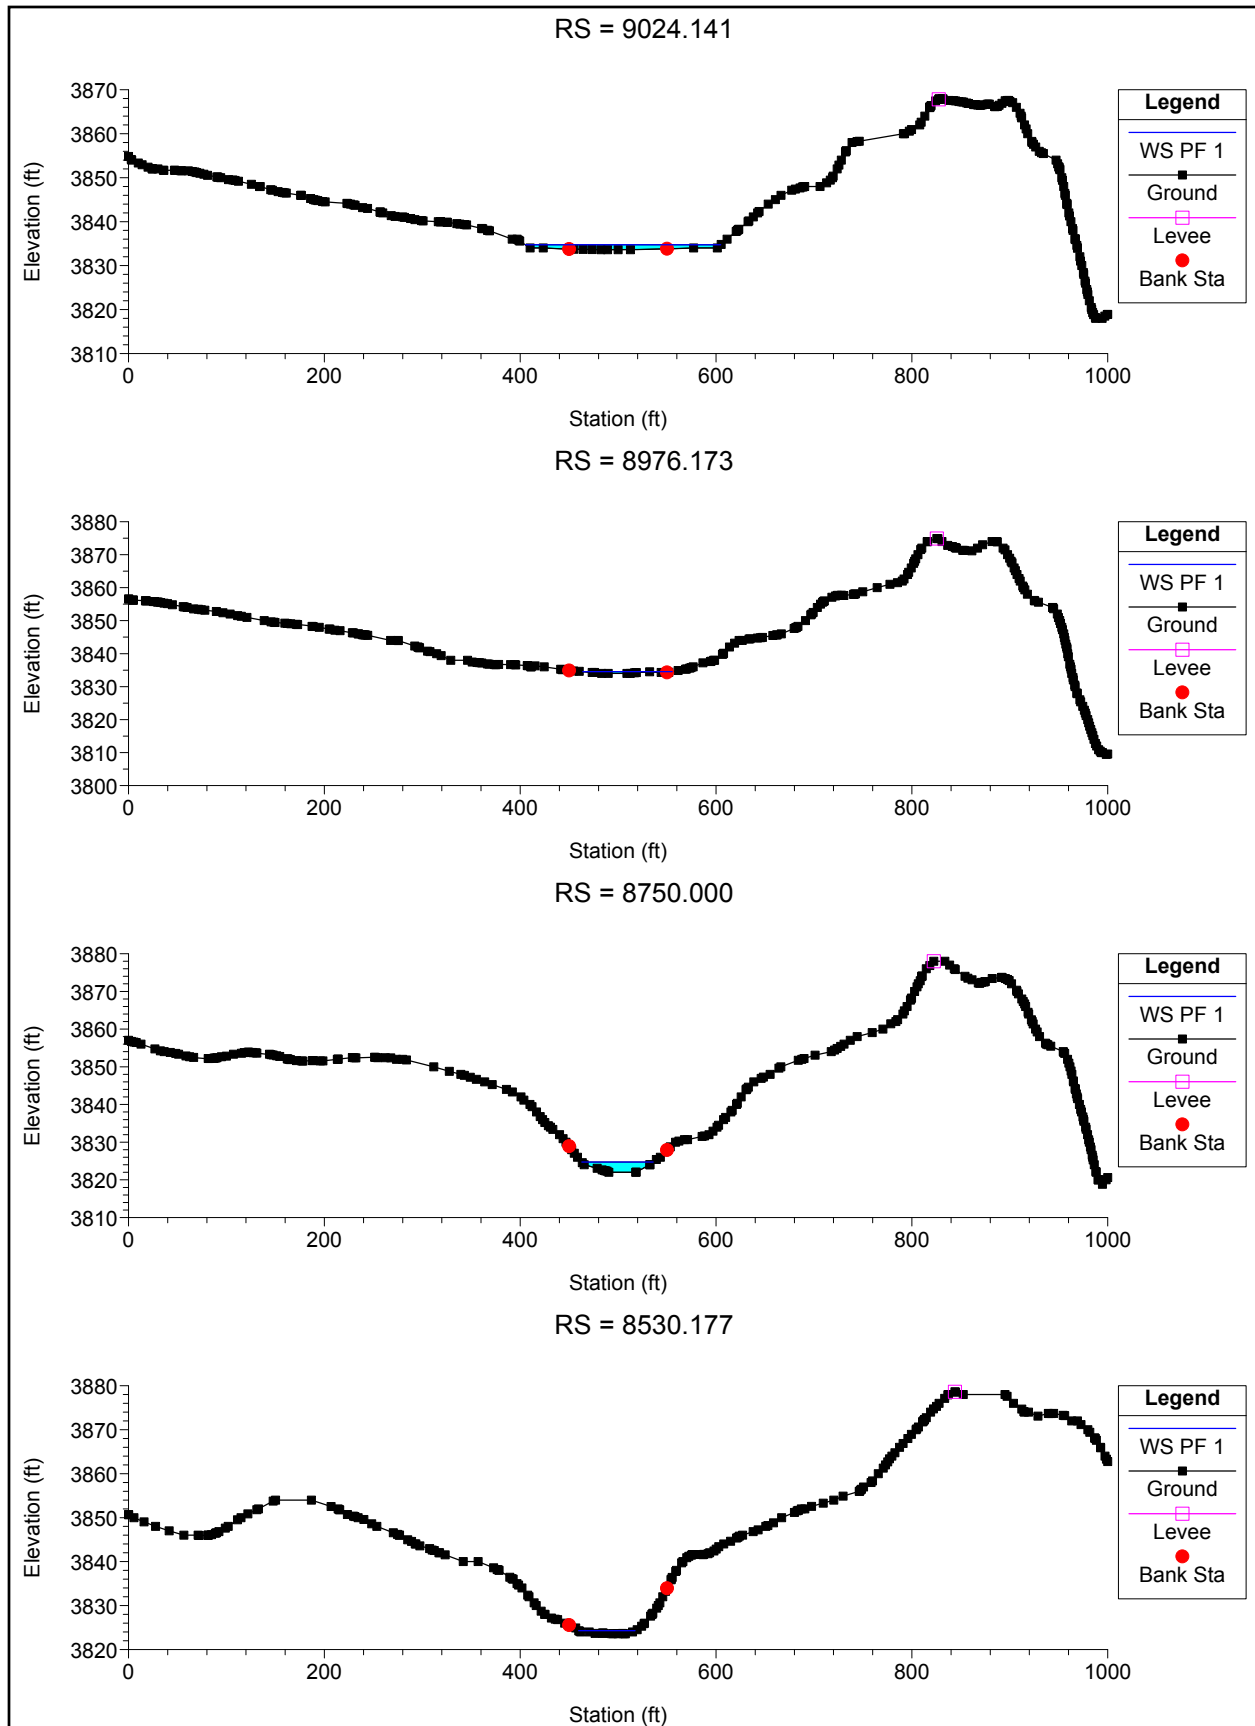 RS = 9024.141
3870
3860
3850
3840
3830
3820
3810
Elevation (ft)
0 200 400 600 800 1000
Station (ft)
Legend
WS PF 1
Ground
Levee
Bank Sta
RS = 8976.173
3880
3870
3860
3850
3840
3830
3820
3810
3800
Elevation (ft)
0 200 400 600 800 1000
Station (ft)
Legend
WS PF 1
Ground
Levee
Bank Sta
RS = 8750.000
3880
3870
3860
3850
3840
3830
3820
3810
Elevation (ft)
0 200 400 600 800 1000
Station (ft)
Legend
WS PF 1
Ground
Levee
Bank Sta
RS = 8530.177
3880
3870
3860
3850
3840
3830
3820
Elevation (ft)
0 200 400 600 800 1000
Station (ft)
Legend
WS PF 1
Ground
Levee
Bank Sta